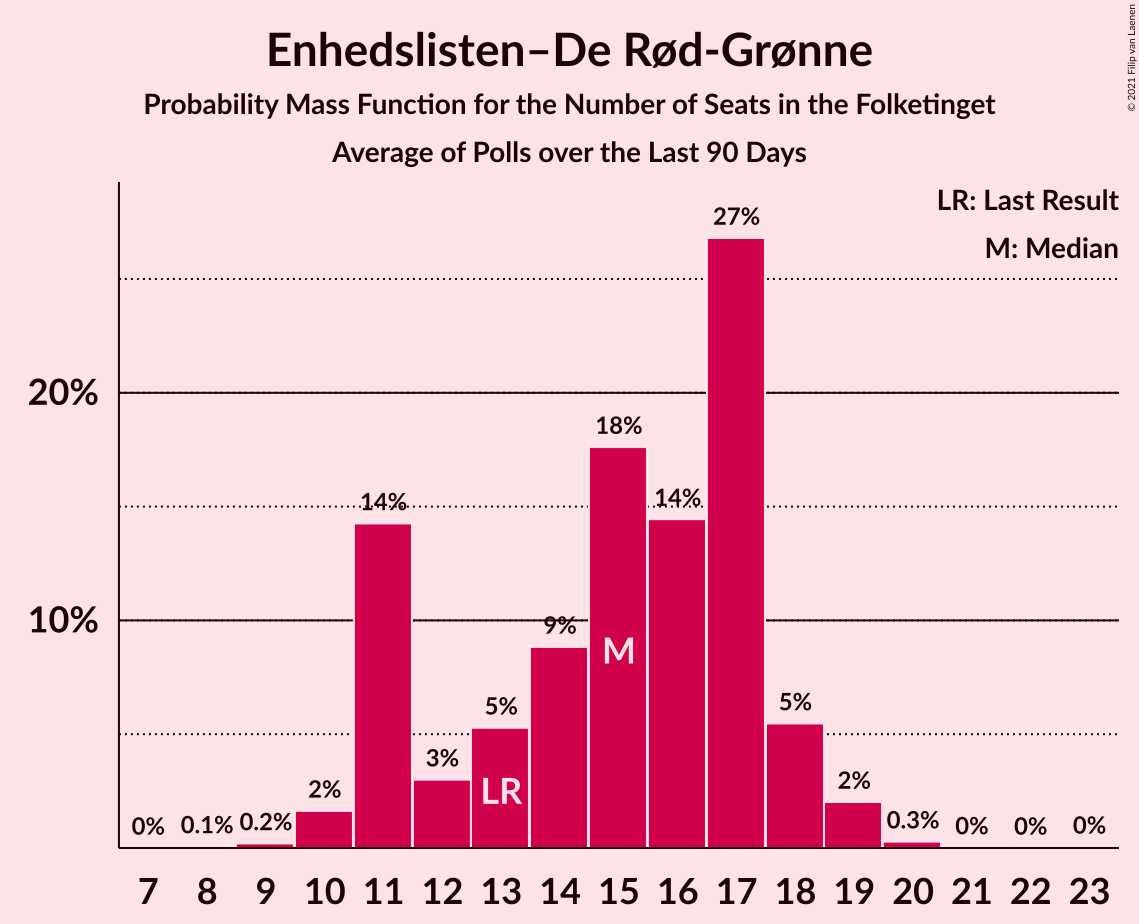 Enhedslisten–De Rød-Grønne
Probability Mass Function for the Number of Seats in the Folketinget
Average of Polls over the Last 90 Days
© 2021 Filip van Laenen
LR: Last Result
M: Median
27%
20%
18%
14%
14%
10%
9%
M
5%
5%
3%
LR
2%
2%
0%
0.1%
0.2%
0.3%
0%
0%
0%
7 8 9 10 11 12 13 14 15 16 17 18 19 20 21 22 23